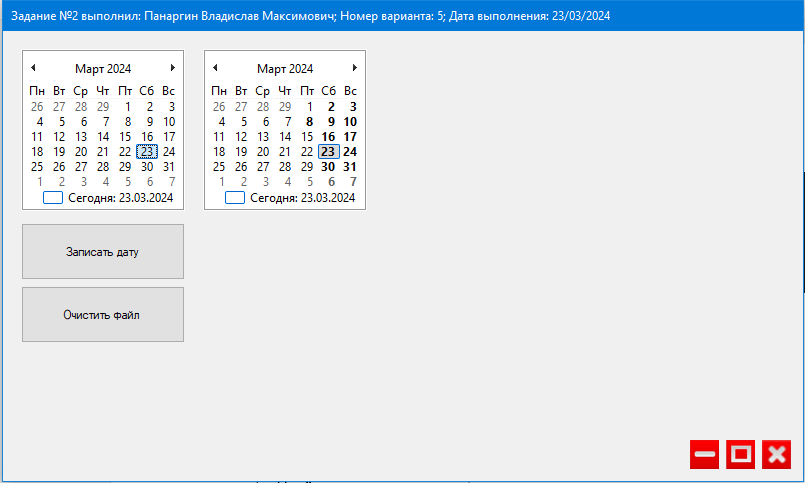 Задание №2 выполнил: Панаргин Владислав Максимович; Номер варианта: 5; Дата выполнения: 23/03/2024
Март 2024
Пн Вт Ср Чт Пт Сб Вс
26 27 28 29 1 2 3
4 5 6 7 8 9 10
11 12 13 14 15 16 17
18 19 20 21 22 23 24
25 26 27 28 29 30 31
1 2 3 4 5 6 7
Сегодня: 23.03.2024
Март 2024
Пн Вт Ср Чт Пт Сб Вс
26 27 28 29 1 2 3
4 5 6 7 8 9 10
11 12 13 14 15 16 17
18 19 20 21 22 23 24
25 26 27 28 29 30 31
1 2 3 4 5 6 7
Сегодня: 23.03.2024
Записать дату
Очистить файл